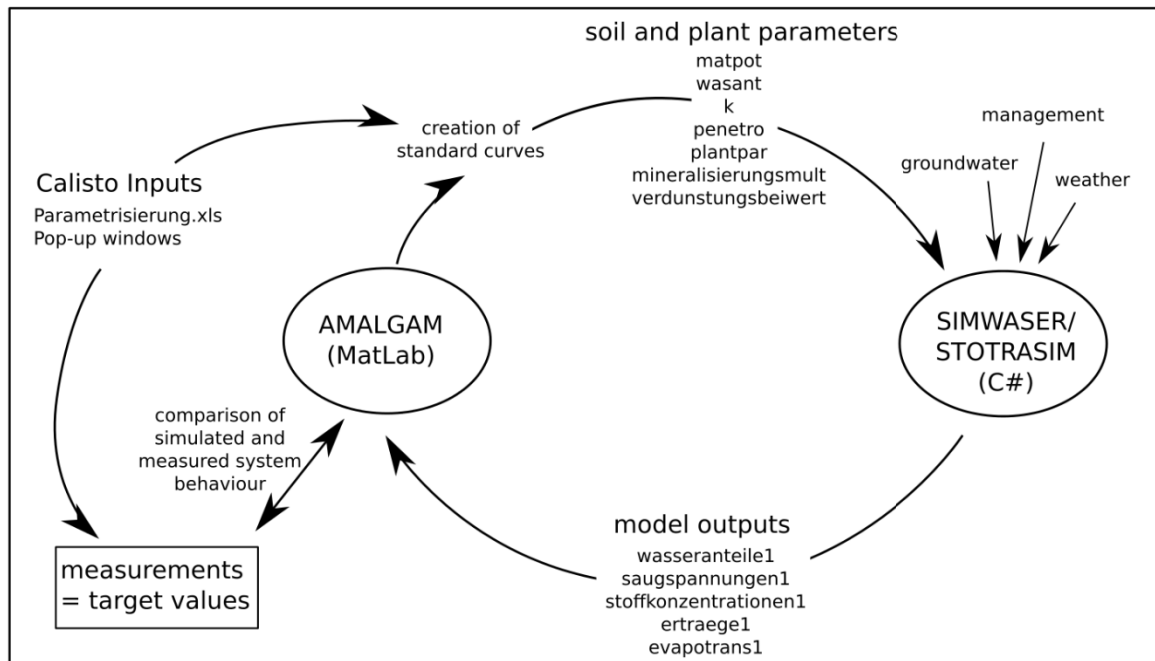 soil and plant parameters
matpot
wasant
k
penetro
plantpar
mineralisierungsmult
verdunstungsbeiwert
creation of
standard curves
management
groundwater
weather
Calisto Inputs
Parametrisierung.xls
Pop-up windows
AMALGAM
(MatLab)
SIMWASER/
STOTRASIM
(C#)
comparison of
simulated and
measured system
behaviour
measurements
= target values
model outputs
wasseranteile1
saugspannungen1
stoffkonzentrationen1
ertraege1
evapotrans1